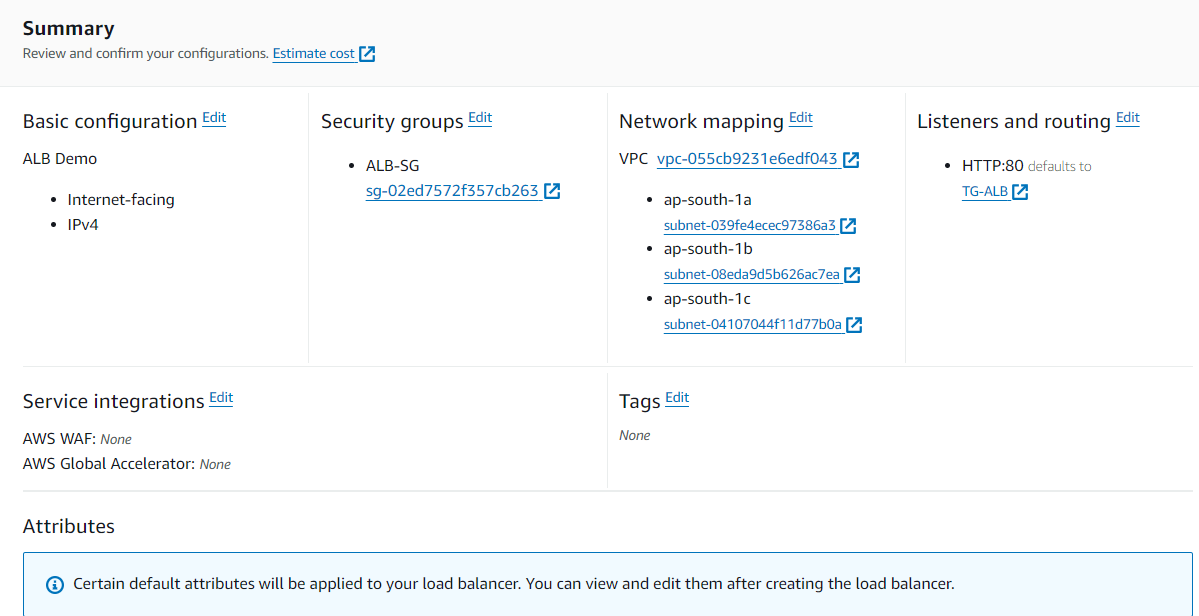 Summary
Review and confirm your configurations. Estimate cost
Basic configuration Edit
ALB Demo
Internet-facing
IPv4
Security groups Edit
ALB-SG
sg-02ed7572f357cb263
Network mapping Edit
VPC vpc-055cb9231e6edf043
ap-south-1a
subnet-039fe4ecec97386a3
ap-south-1b
subnet-08eda9d5b626ac7ea
ap-south-1c
subnet-04107044f11d77b0a
Listeners and routing Edit
HTTP:80 defaults to
TG-ALB
Service integrations Edit
AWS WAF: None
AWS Global Accelerator: None
Tags Edit
None
Attributes
Certain default attributes will be applied to your load balancer. You can view and edit them after creating the load balancer.